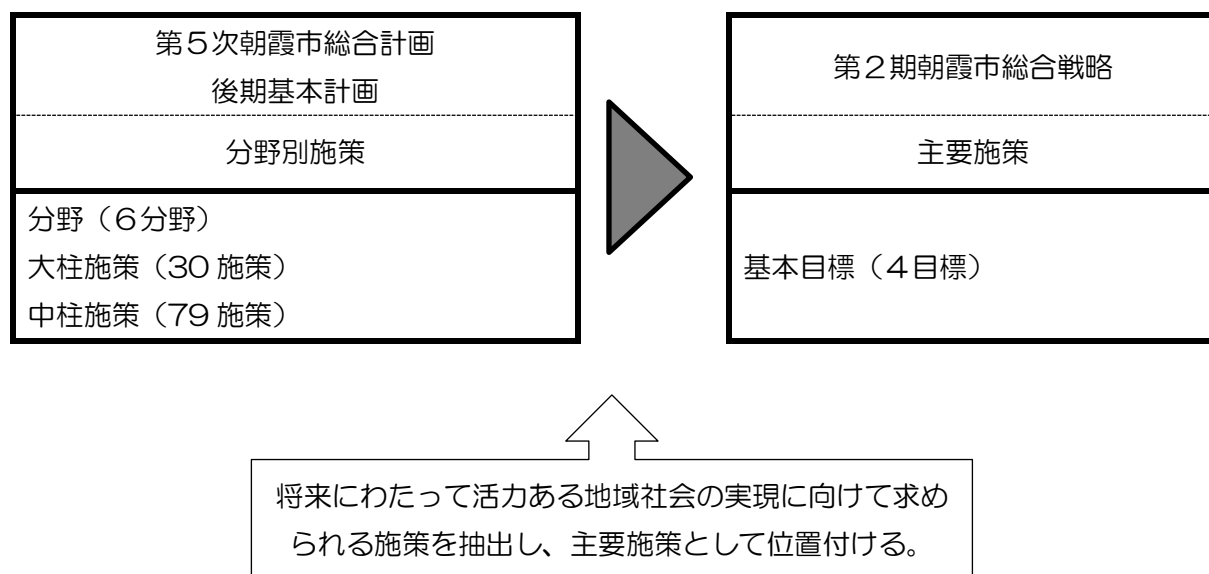 第5次朝霞市総合計画
後期基本計画
分野別施策
分野（6分野）
大柱施策（30 施策）
中柱施策（79 施策）
第2期朝霞市総合戦略
主要施策
基本目標（4目標）
将来にわたって活力ある地域社会の実現に向けて求め
られる施策を抽出し、主要施策として位置付ける。